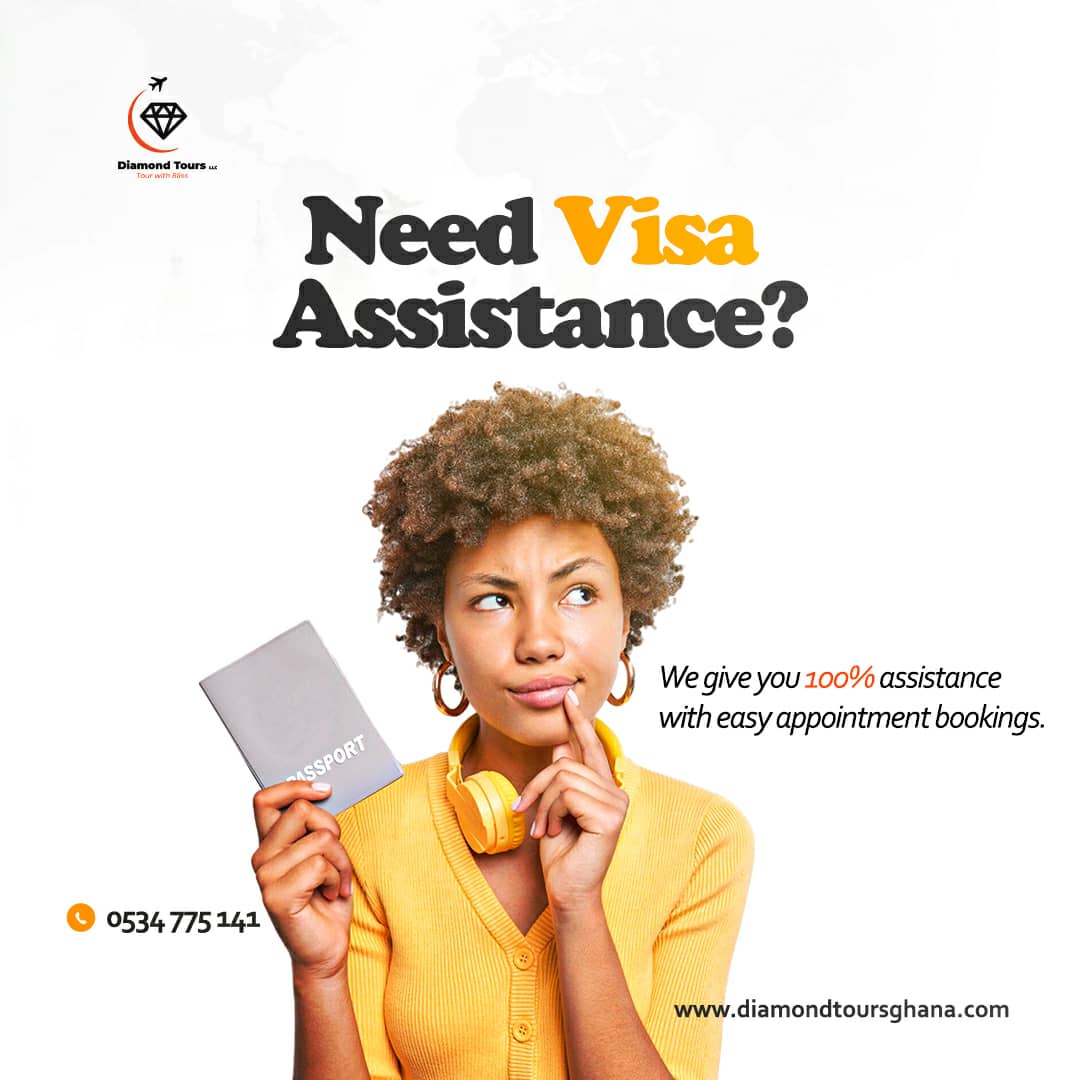 Diamond Tours LLC
Tour with Bliss
Need Visa
Assistance?
We give you 100% assistance
with easy appointment bookings.
PASSPORT
0534 775 141
www.diamondtoursghana.com